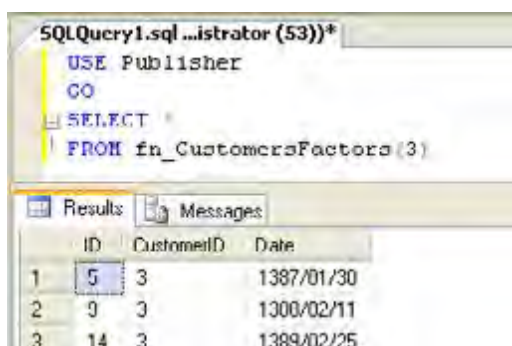 SQLQuery1.sql ...istrator (53))*
USE Publisher
GO
SELECT *
FROM fn_CustomersFactors(3)
Results Messages
ID CustomerID Date
1 5 3 1387/01/30
2 9 3 1388/02/11
3 14 3 1389/02/25